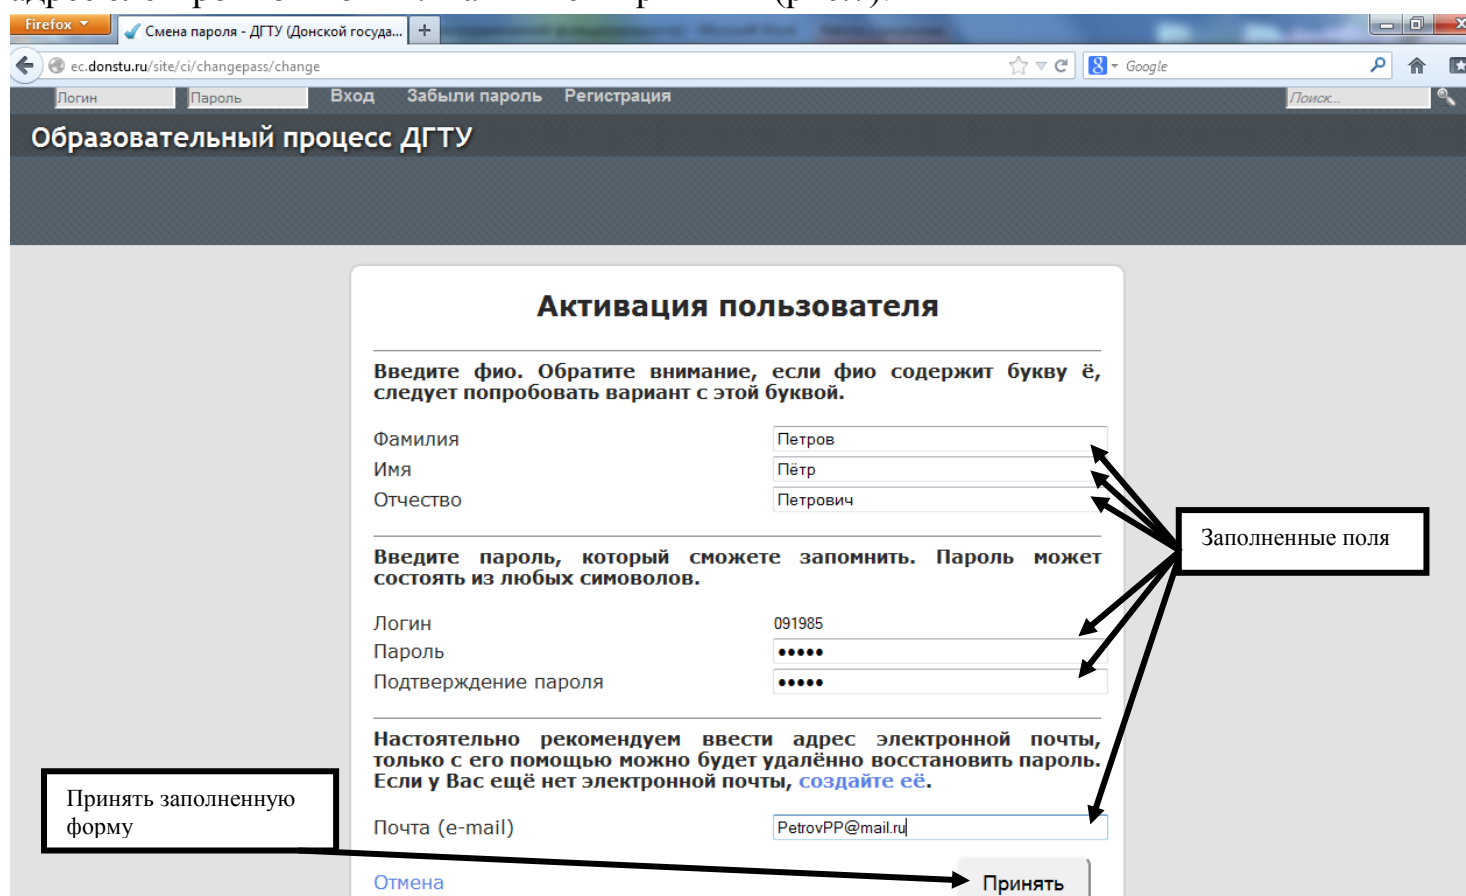 Firefox
Смена пароля - ДГТУ (Донской госуда...
ec.donstu.ru/site/ci/changepass/change
Google
Логин Пароль Вход Забыли пароль Регистрация Поиск...
Образовательный процесс ДГТУ
Активация пользователя
Введите фио. Обратите внимание, если фио содержит букву ё,
следует попробовать вариант с этой буквой.
Фамилия Петров
Имя Пётр
Отчество Петрович
Заполненные поля
Введите пароль, который сможете запомнить. Пароль может
состоять из любых симоволов.
Логин 091985
Пароль •••••
Подтверждение пароля •••••
Настоятельно рекомендуем ввести адрес электронной почты,
только с его помощью можно будет удалённо восстановить пароль.
Если у Вас ещё нет электронной почты, создайте её.
Принять заполненную
форму
Почта (e-mail) PetrovPP@mail.ru
Отмена Принять